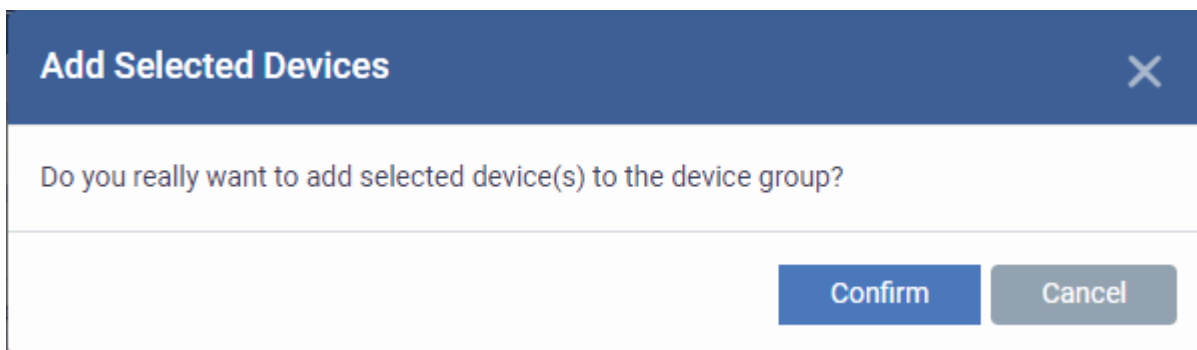 Add Selected Devices
Do you really want to add selected device(s) to the device group?
Confirm Cancel